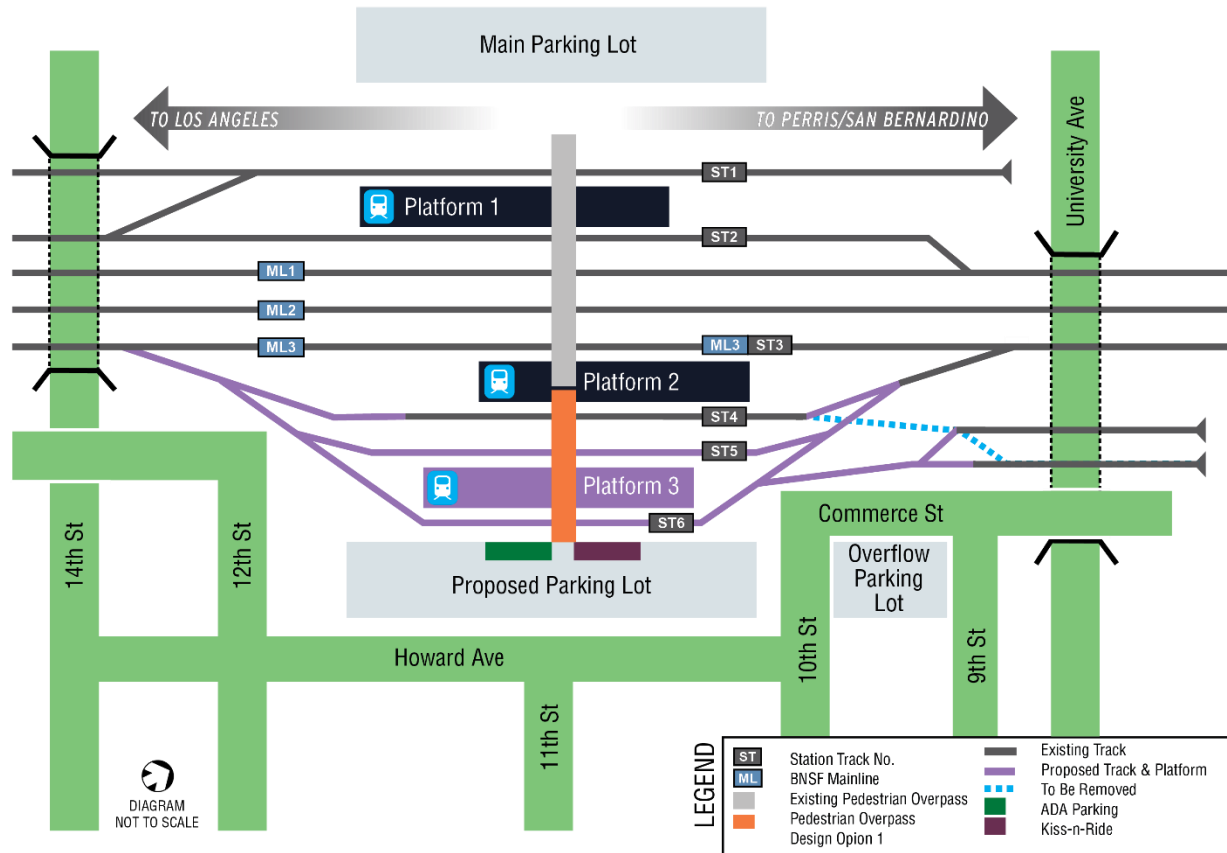 Main Parking Lot
TO LOS ANGELES
TO PERRIS/SAN BERNARDINO
University Ave
ST1
Platform 1
ST2
ML1
ML2
ML3
ML3 ST3
Platform 2
ST4
ST5
Platform 3
ST6
Commerce St
14th St
12th St
Proposed Parking Lot
Overflow
Parking
Lot
10th St
9th St
Howard Ave
11th St
DIAGRAM
NOT TO SCALE
LEGEND
ST Station Track No.
ML BNSF Mainline
Existing Pedestrian Overpass
Pedestrian Overpass
Design Opion 1
Existing Track
Proposed Track & Platform
To Be Removed
ADA Parking
Kiss-n-Ride